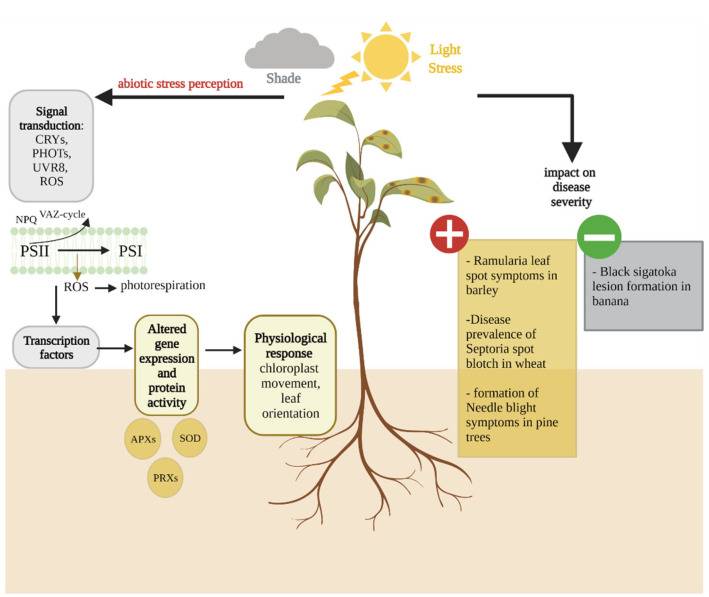 Shade
Light
Stress
abiotic stress perception
Signal
transduction:
CRYs,
PHOTs,
UVR8,
ROS
NPQ VAZ-cycle
PSII
PSI
ROS
photorespiration
Transcription
factors
Altered
gene
expression
and
protein
activity
APXs
SOD
PRXs
Physiological
response
chloroplast
movement,
leaf
orientation
impact on
disease
severity
- Ramularia leaf
spot symptoms in
barley
-Disease
prevalence of
Septoria spot
blotch in wheat
- formation of
Needle blight
symptoms in pine
trees
- Black sigatoka
lesion formation in
banana